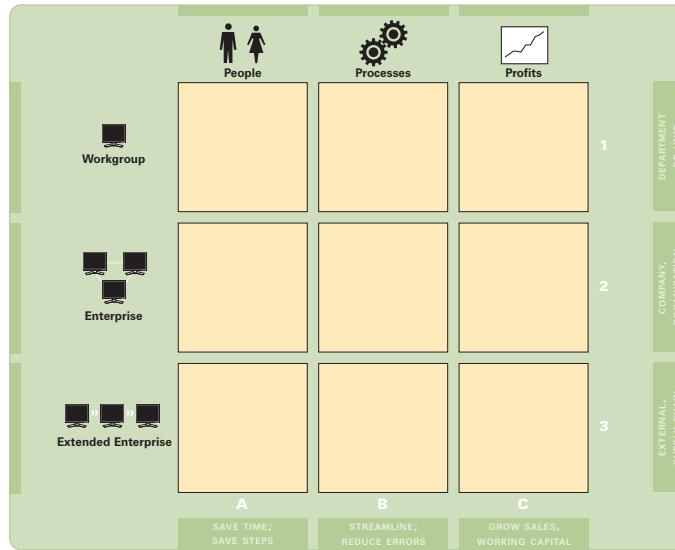 People
Processes
Profits
Workgroup
1
DEPARTMENT
Enterprise
2
COMPANY,
Extended Enterprise
3
EXTERNAL,
A
B
C
SAVE TIME;
SAVE STEPS
STREAMLINE;
REDUCE ERRORS
GROW SALES,
WORKING CAPITAL